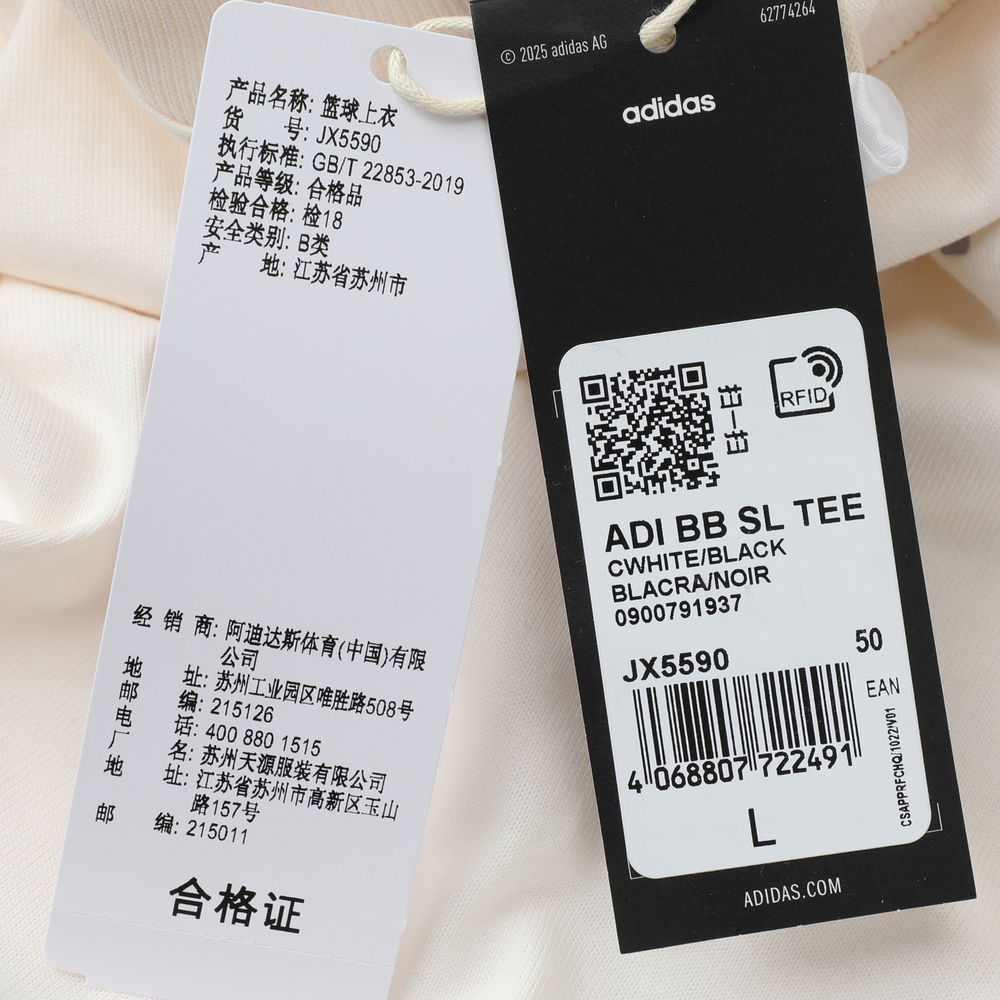 产品名称: 篮球上衣
货 号: JX5590
执行标准: GB/T 22853-2019
产品等级: 合格品
检验合格: 检18
安全类别: B类
产 地: 江苏省苏州市
经 销 商: 阿迪达斯体育(中国)有限
公司
地 址: 苏州工业园区唯胜路508号
邮 编: 215126
电 话: 400 880 1515
厂 名: 苏州天源服装有限公司
地 址: 江苏省苏州市高新区玉山
路157号
邮 编: 215011
合格证
© 2025 adidas AG
62774264
adidas
扫一扫
RFID
ADI BB SL TEE
CWHITE/BLACK
BLACRA/NOIR
0900791937
JX5590
50
EAN
4 068807 722491
CSAPPRFCHQ/1022/V01
L
ADIDAS.COM